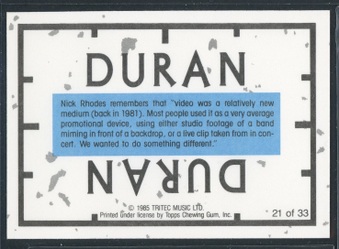 DURAN
Nick Rhodes remembers that "video was a relatively new
medium (back in 1981). Most people used it as a very average
promotional device, using either studio footage of a band
miming in front of a backdrop, or a live clip taken from in con-
cert. We wanted to do something different."
DURAN
© 1985 TRITEC MUSIC LTD.
Printed under license by Topps Chewing Gum, Inc.
21 of 33